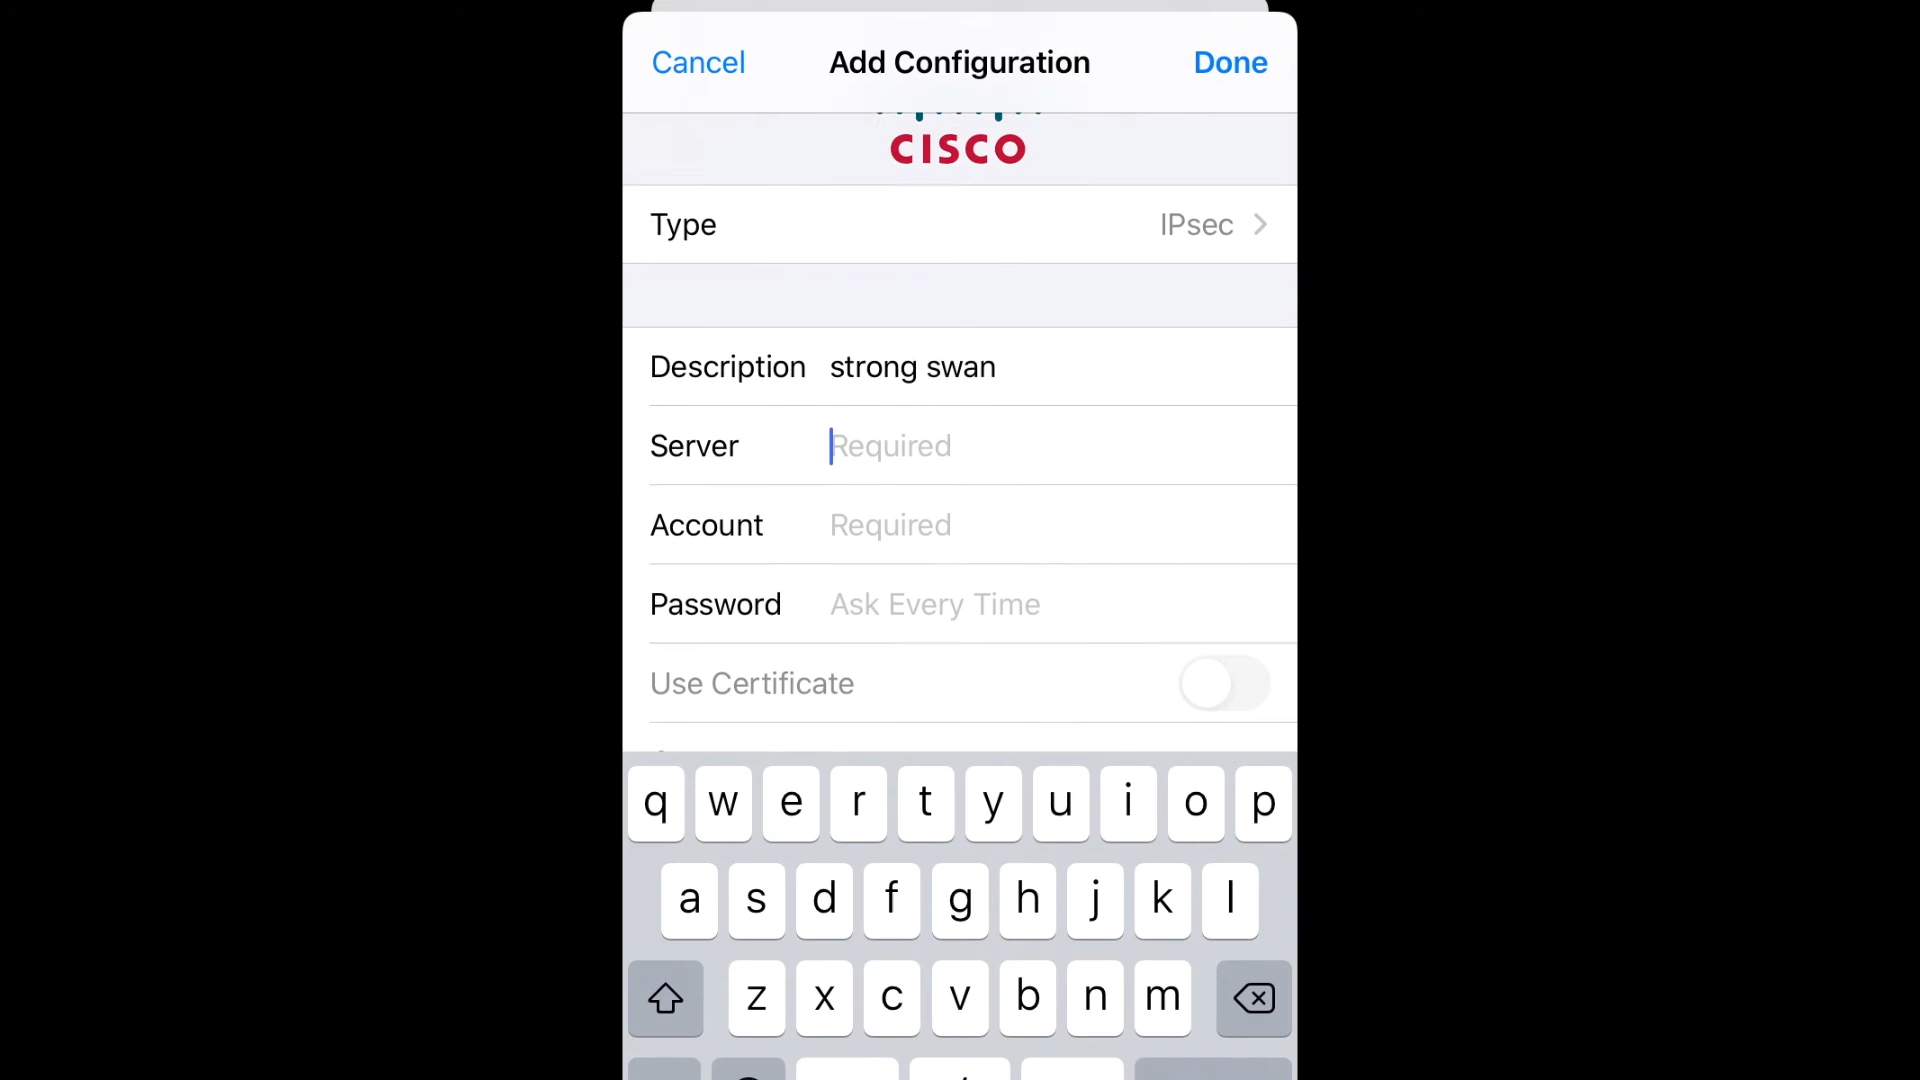 Cancel Add Configuration Done
CISCO
Type IPsec
Description strong swan
Server Required
Account Required
Password Ask Every Time
Use Certificate
q w e r t y u i o p
a s d f g h j k l
z x c v b n m